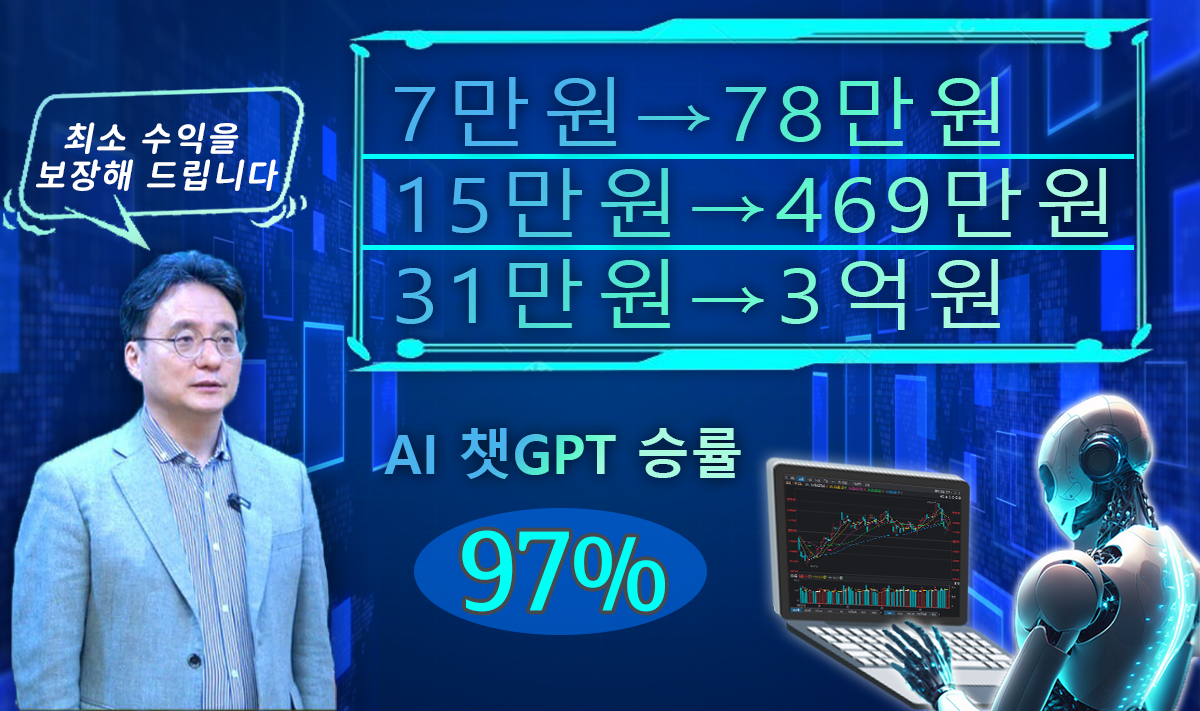 최소 수익을
보장해 드립니다
7만원→78만원
15만원→469만원
31만원→3억원
AI 챗GPT 승률
97%